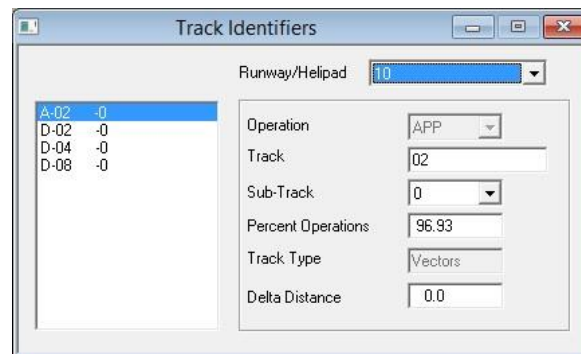 Track Identifiers
Runway/Helipad 10
A-02 -0
D-02 -0
D-04 -0
D-08 -0
Operation APP
Track 02
Sub-Track 0
Percent Operations 96.93
Track Type Vectors
Delta Distance 0.0